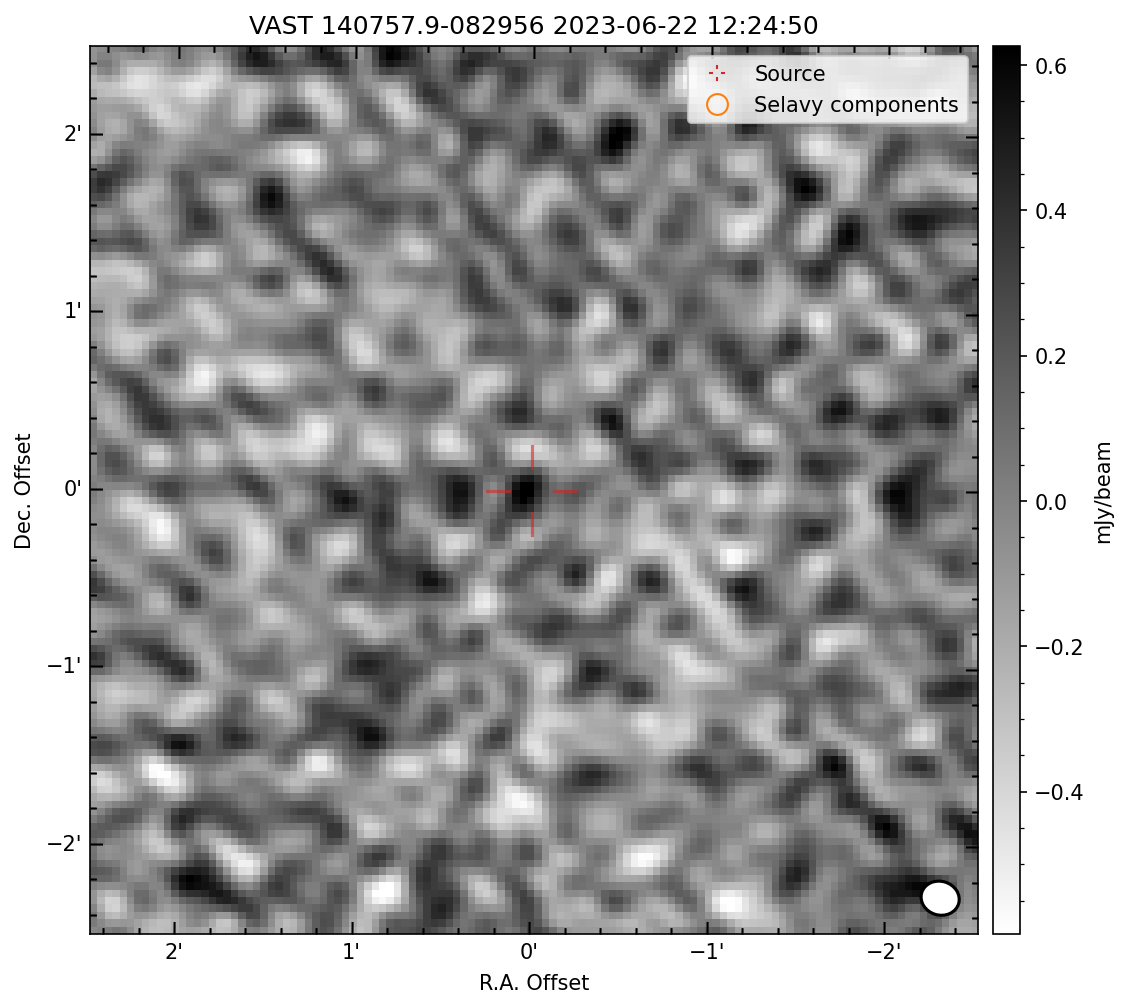 VAST 140757.9-082956 2023-06-22 12:24:50
Source
Selavy components
2'
1'
0'
−1'
−2'
Dec. Offset
2'
1'
0'
−1'
−2'
R.A. Offset
0.6
0.4
0.2
0.0
−0.2
−0.4
mJy/beam